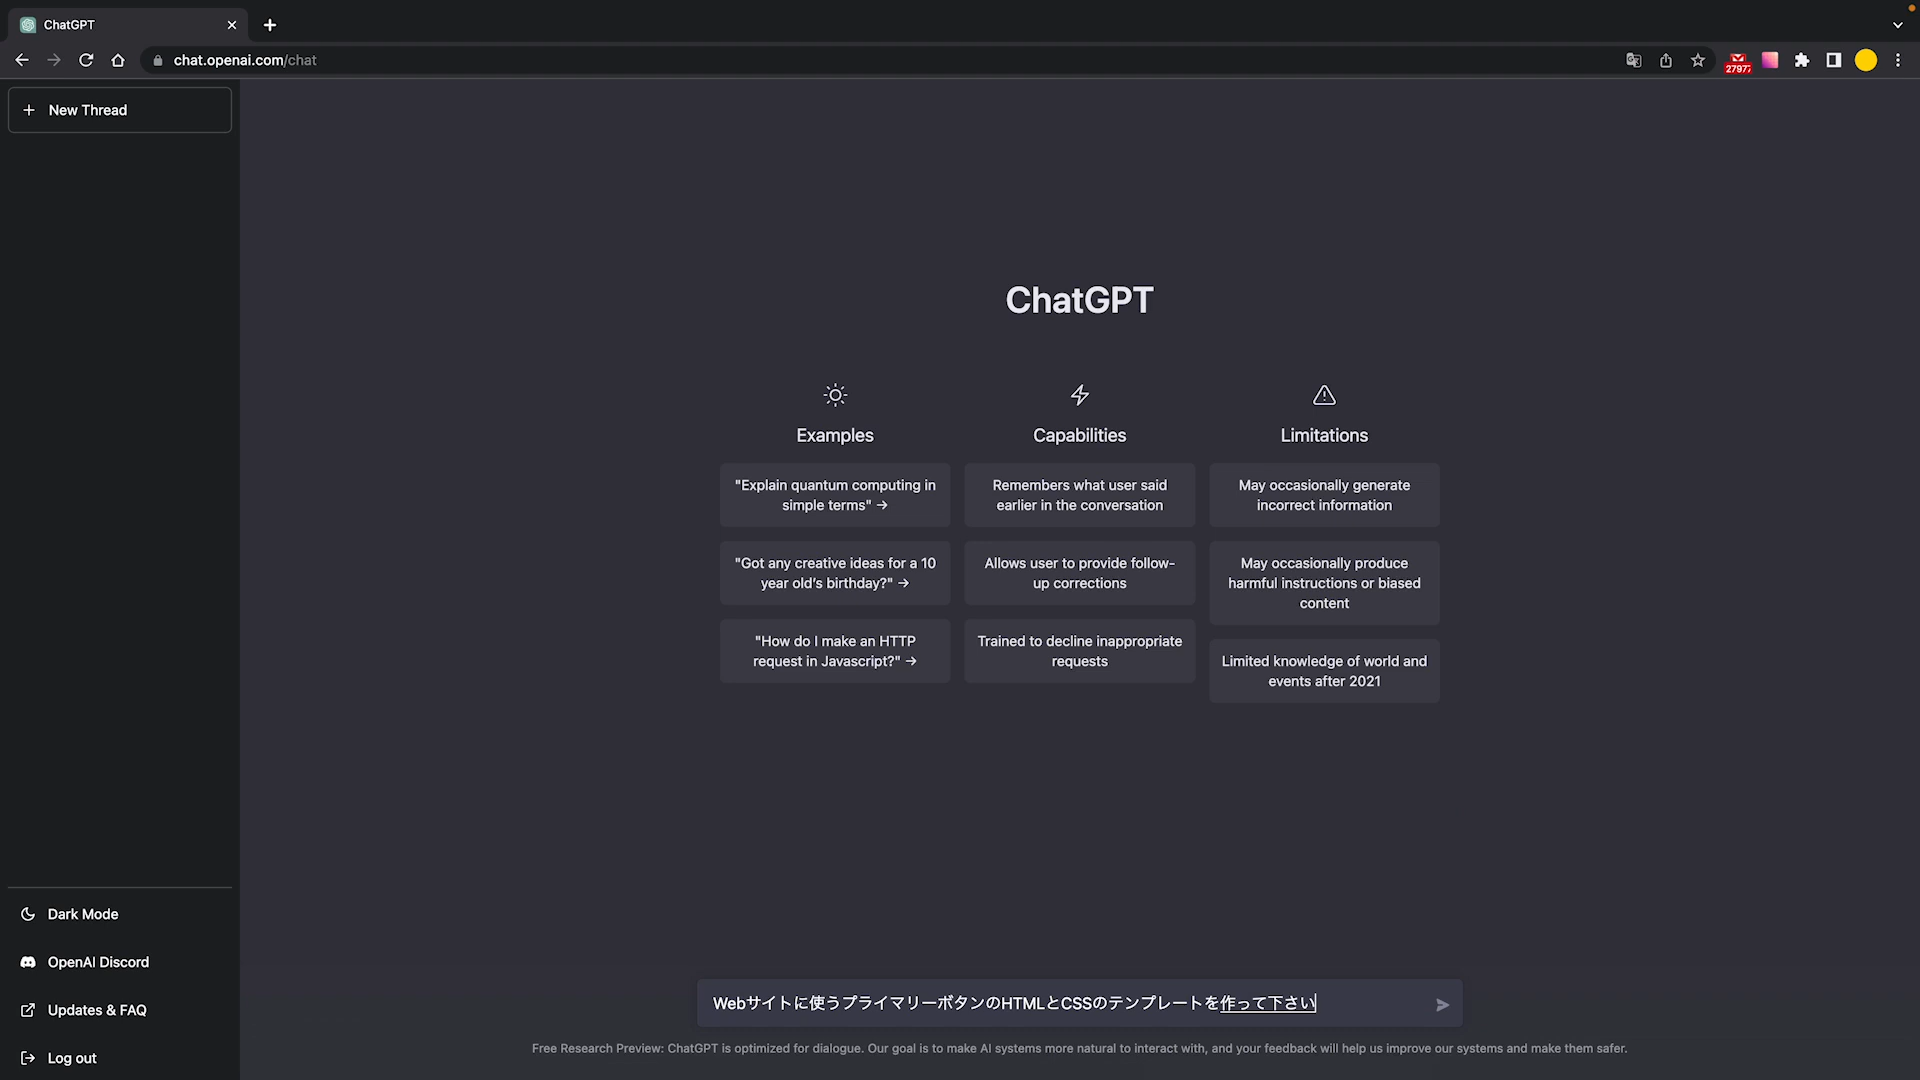 ChatGPT
chat.openai.com/chat
27977
New Thread
ChatGPT
Examples
"Explain quantum computing in
simple terms" →
"Got any creative ideas for a 10
year old's birthday?" →
"How do I make an HTTP
request in Javascript?" →
Capabilities
Remembers what user said
earlier in the conversation
Allows user to provide follow-
up corrections
Trained to decline inappropriate
requests
Limitations
May occasionally generate
incorrect information
May occasionally produce
harmful instructions or biased
content
Limited knowledge of world and
events after 2021
Dark Mode
OpenAI Discord
Updates & FAQ
Log out
Webサイトに使うプライマリーボタンのHTMLとCSSのテンプレートを作って下さい
Free Research Preview: ChatGPT is optimized for dialogue. Our goal is to make AI systems more natural to interact with, and your feedback will help us improve our systems and make them safer.